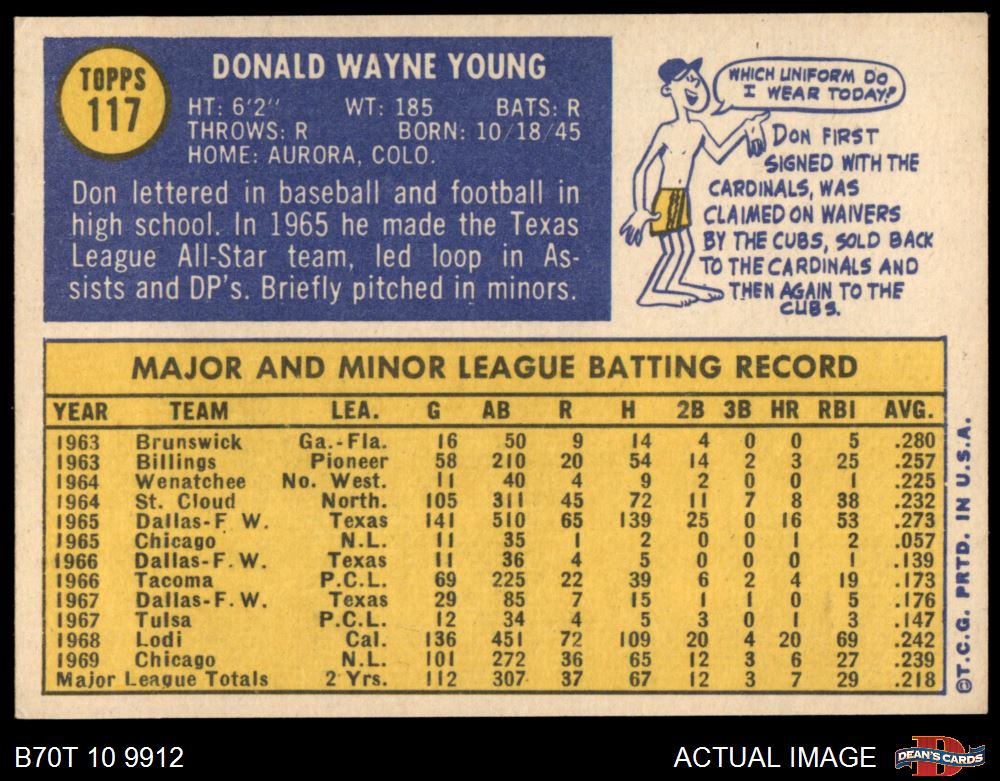 TOPPS
117
DONALD WAYNE YOUNG
HT: 6'2" WT: 185 BATS: R
THROWS: R BORN: 10/18/45
HOME: AURORA, COLO.
Don lettered in baseball and football in
high school. In 1965 he made the Texas
League All-Star team, led loop in As-
sists and DP's. Briefly pitched in minors.
WHICH UNIFORM DO
I WEAR TODAY?
DON FIRST
SIGNED WITH THE
CARDINALS, WAS
CLAIMED ON WAIVERS
BY THE CUBS, SOLD BACK
TO THE CARDINALS AND
THEN AGAIN TO THE
CUBS.
MAJOR AND MINOR LEAGUE BATTING RECORD
YEAR TEAM LEA. G AB R H 2B 3B HR RBI AVG.
1963 Brunswick Ga.-Fla. 16 50 9 14 4 0 0 5 .280
1963 Billings Pioneer 58 210 20 54 14 2 3 25 .257
1964 Wenatchee No. West. 11 40 4 9 2 0 0 1 .225
1964 St. Cloud North. 105 311 45 72 11 7 8 38 .232
1965 Dallas-F.W. Texas 141 510 65 139 25 0 16 53 .273
1965 Chicago N.L. 11 35 1 2 0 0 1 2 .057
1966 Dallas-F.W. Texas 11 36 4 5 0 0 0 1 .139
1966 Tacoma P.C.L. 69 225 22 39 6 2 4 19 .173
1967 Dallas-F.W. Texas 29 85 7 15 1 1 0 5 .176
1967 Tulsa P.C.L. 12 34 4 5 3 0 1 3 .147
1968 Lodi Cal. 136 451 72 109 20 4 20 69 .242
1969 Chicago N.L. 101 272 36 65 12 3 6 27 .239
Major League Totals 2 Yrs. 112 307 37 67 12 3 7 29 .218
©T.C.G. PRTD. IN U.S.A.
B70T 10 9912
ACTUAL IMAGE
D
DEAN'S CARDS